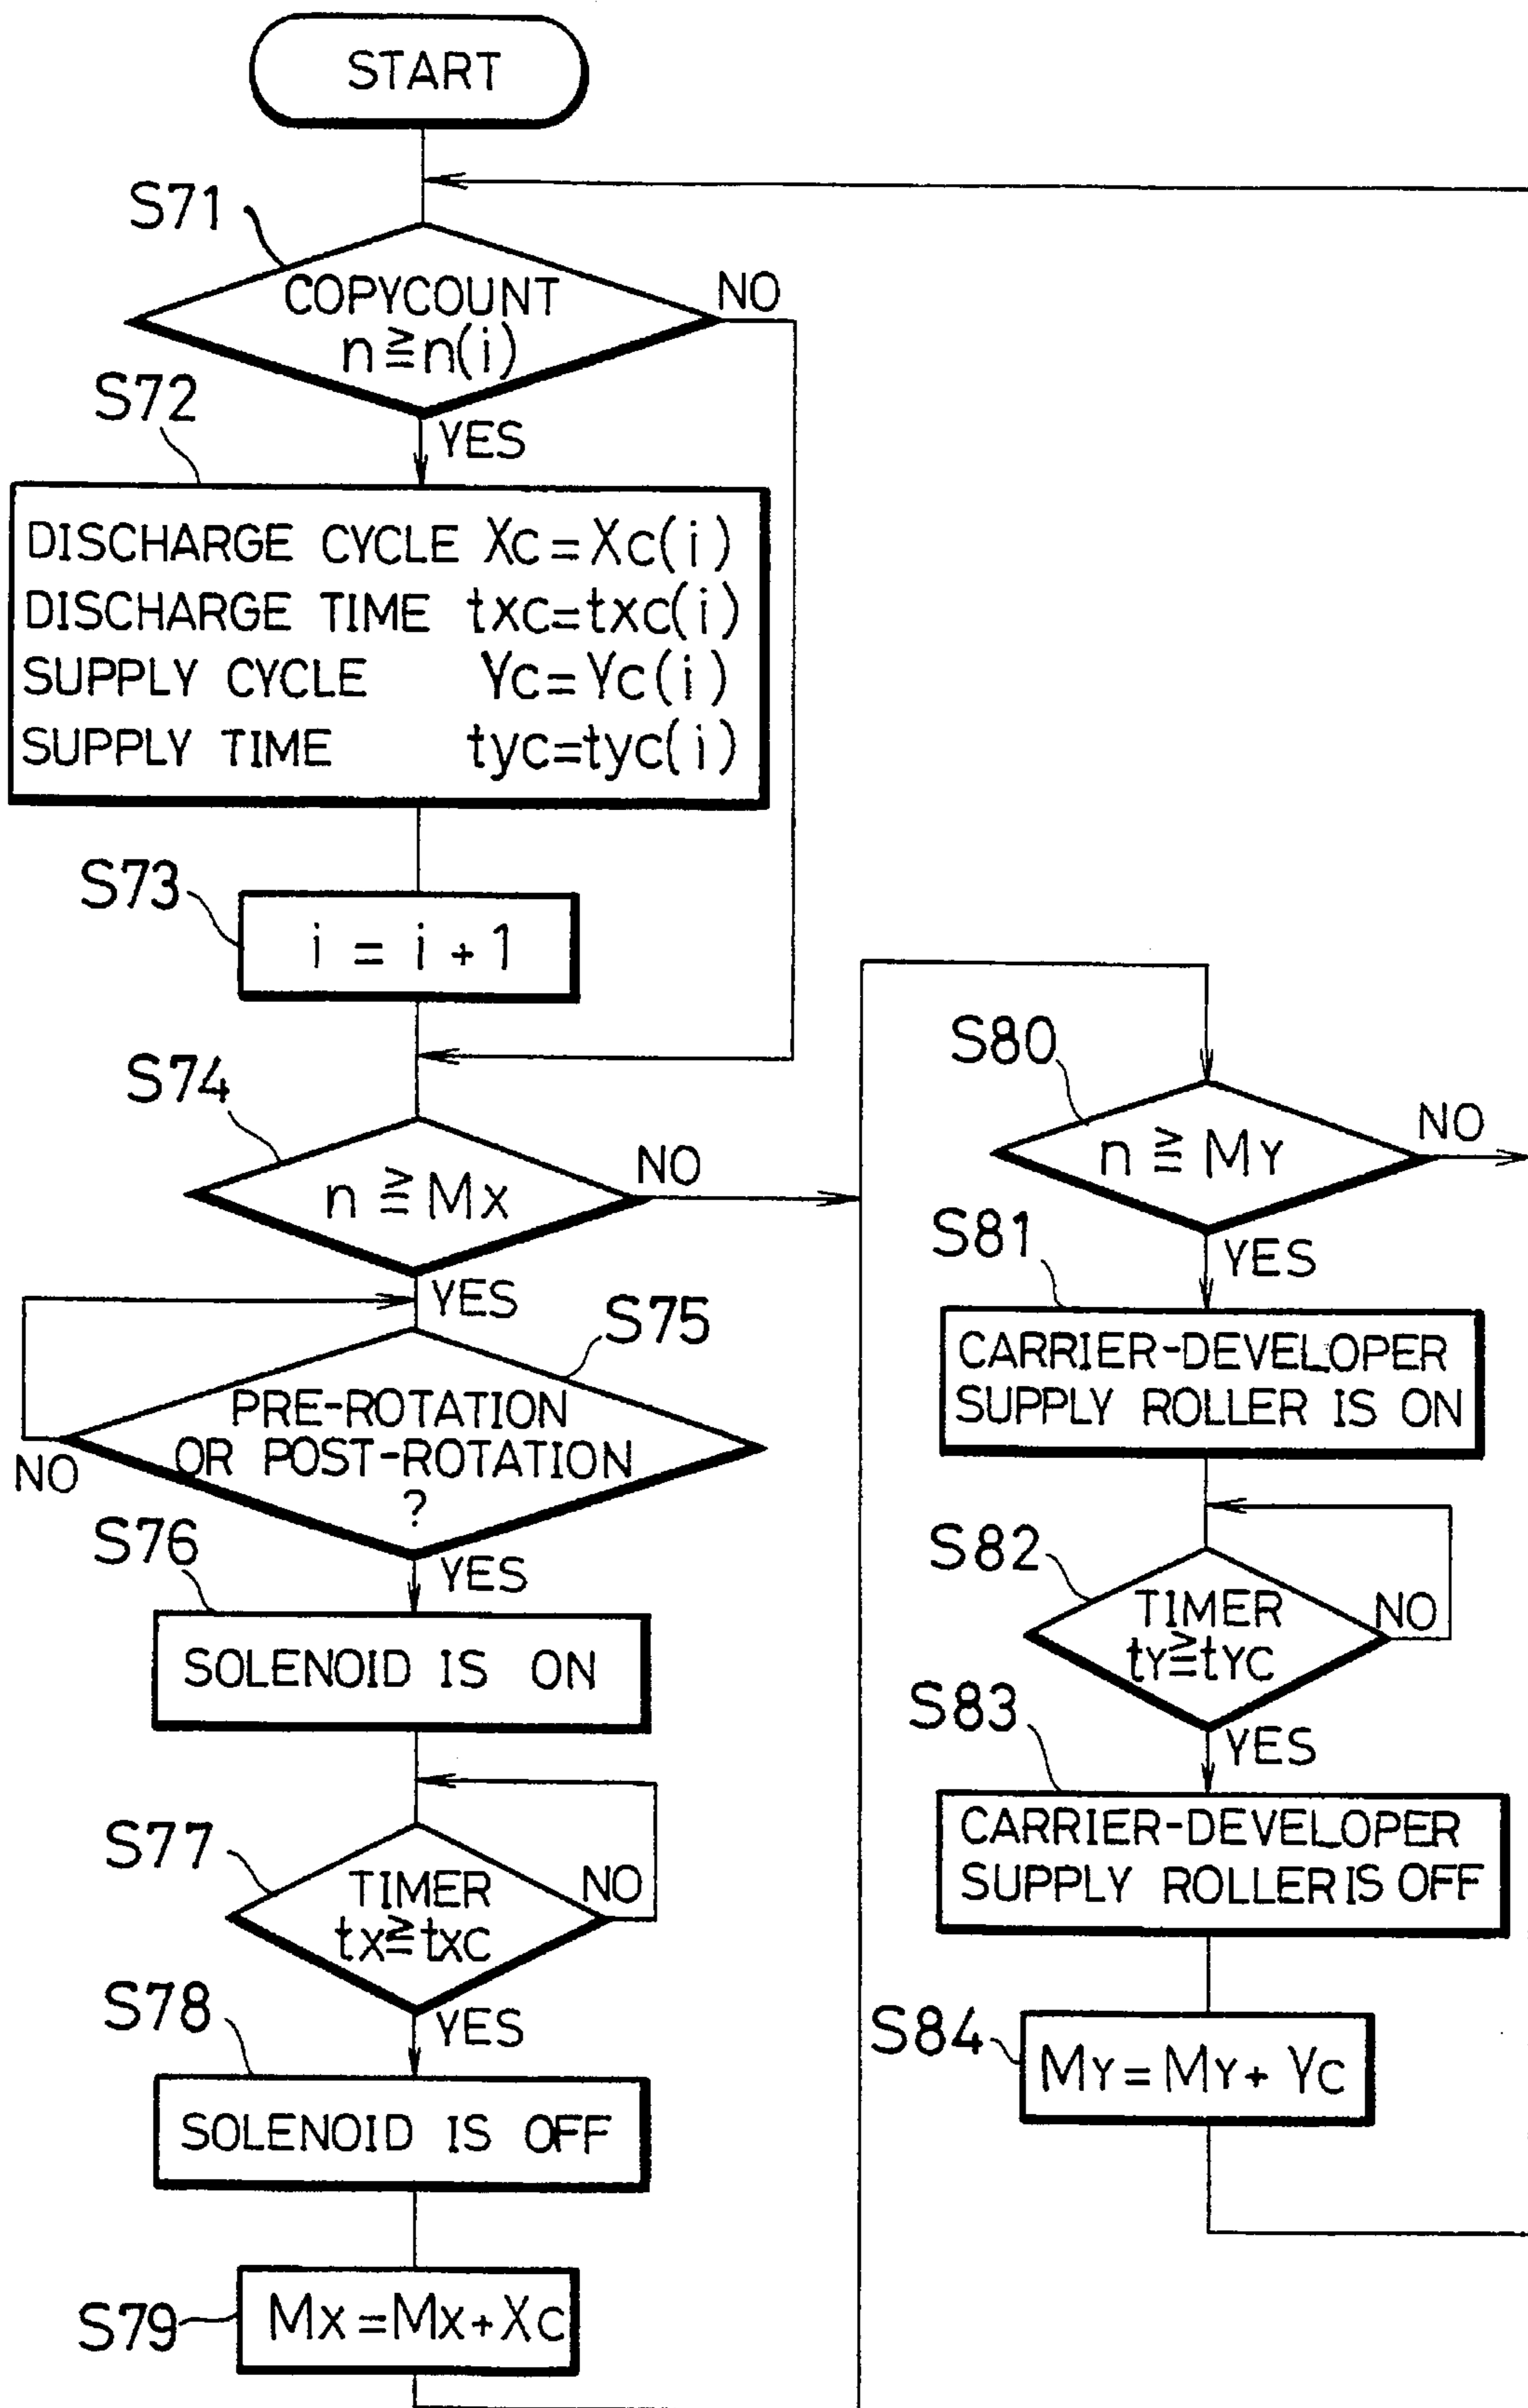 START
S71
COPYCOUNT
n≧n(i)
NO
YES
S72
DISCHARGE CYCLE Xc=Xc(i)
DISCHARGE TIME txc=txc(i)
SUPPLY CYCLE Yc=Yc(i)
SUPPLY TIME tyc=tyc(i)
S73
i = i + 1
S74
n ≧ Mx
NO
YES
S75
PRE-ROTATION
OR POST-ROTATION
?
NO
YES
S76
SOLENOID IS ON
S77
TIMER
tx≧txc
NO
YES
S78
SOLENOID IS OFF
S79
Mx=Mx+Xc
S80
n ≧ MY
NO
YES
S81
CARRIER-DEVELOPER
SUPPLY ROLLER IS ON
S82
TIMER
tY≧tYC
NO
YES
S83
CARRIER-DEVELOPER
SUPPLY ROLLER IS OFF
S84
MY=MY+ Yc